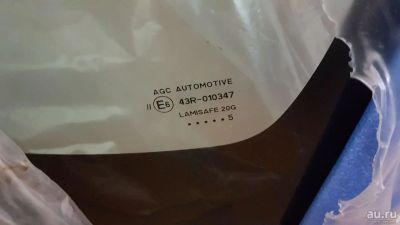 AGC AUTOMOTIVE
II E6 43R-010347
LAMISAFE 20G
• • • • • 5
au.ru